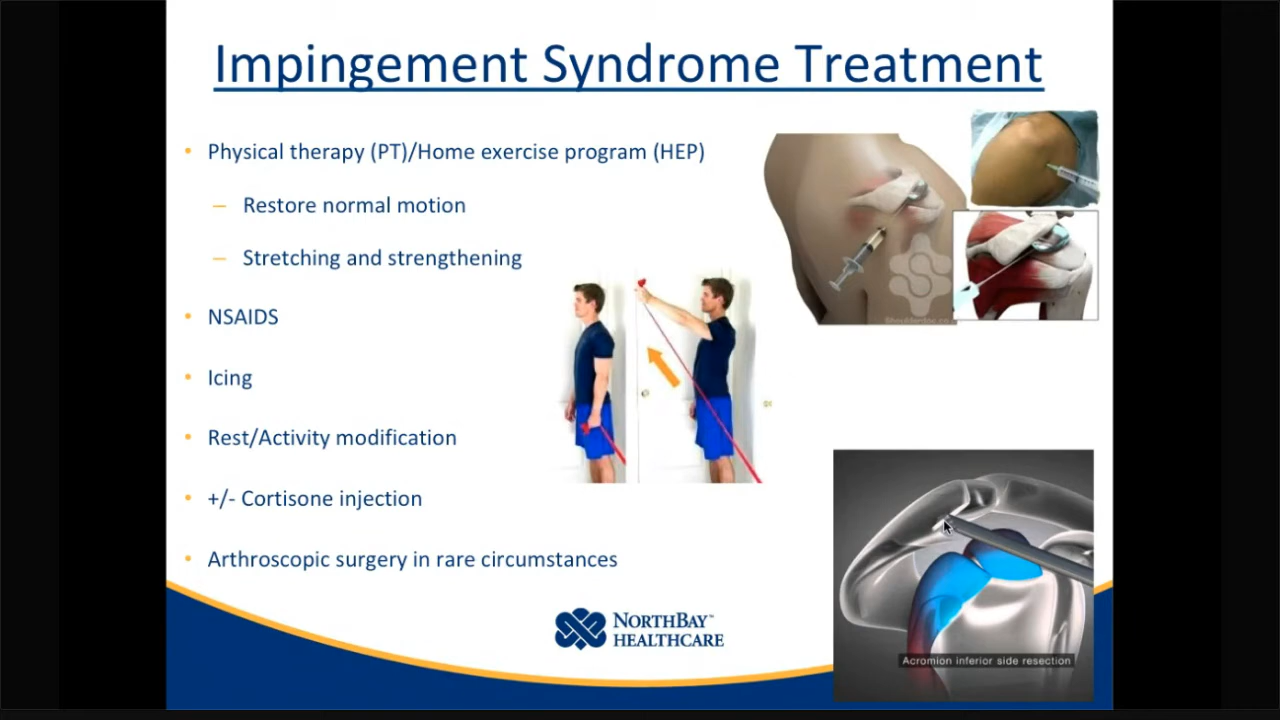 Impingement Syndrome Treatment
• Physical therapy (PT)/Home exercise program (HEP)
– Restore normal motion
– Stretching and strengthening
• NSAIDS
• Icing
• Rest/Activity modification
• +/- Cortisone injection
• Arthroscopic surgery in rare circumstances
NORTHBAY™
HEALTHCARE
Acromion inferior side resection